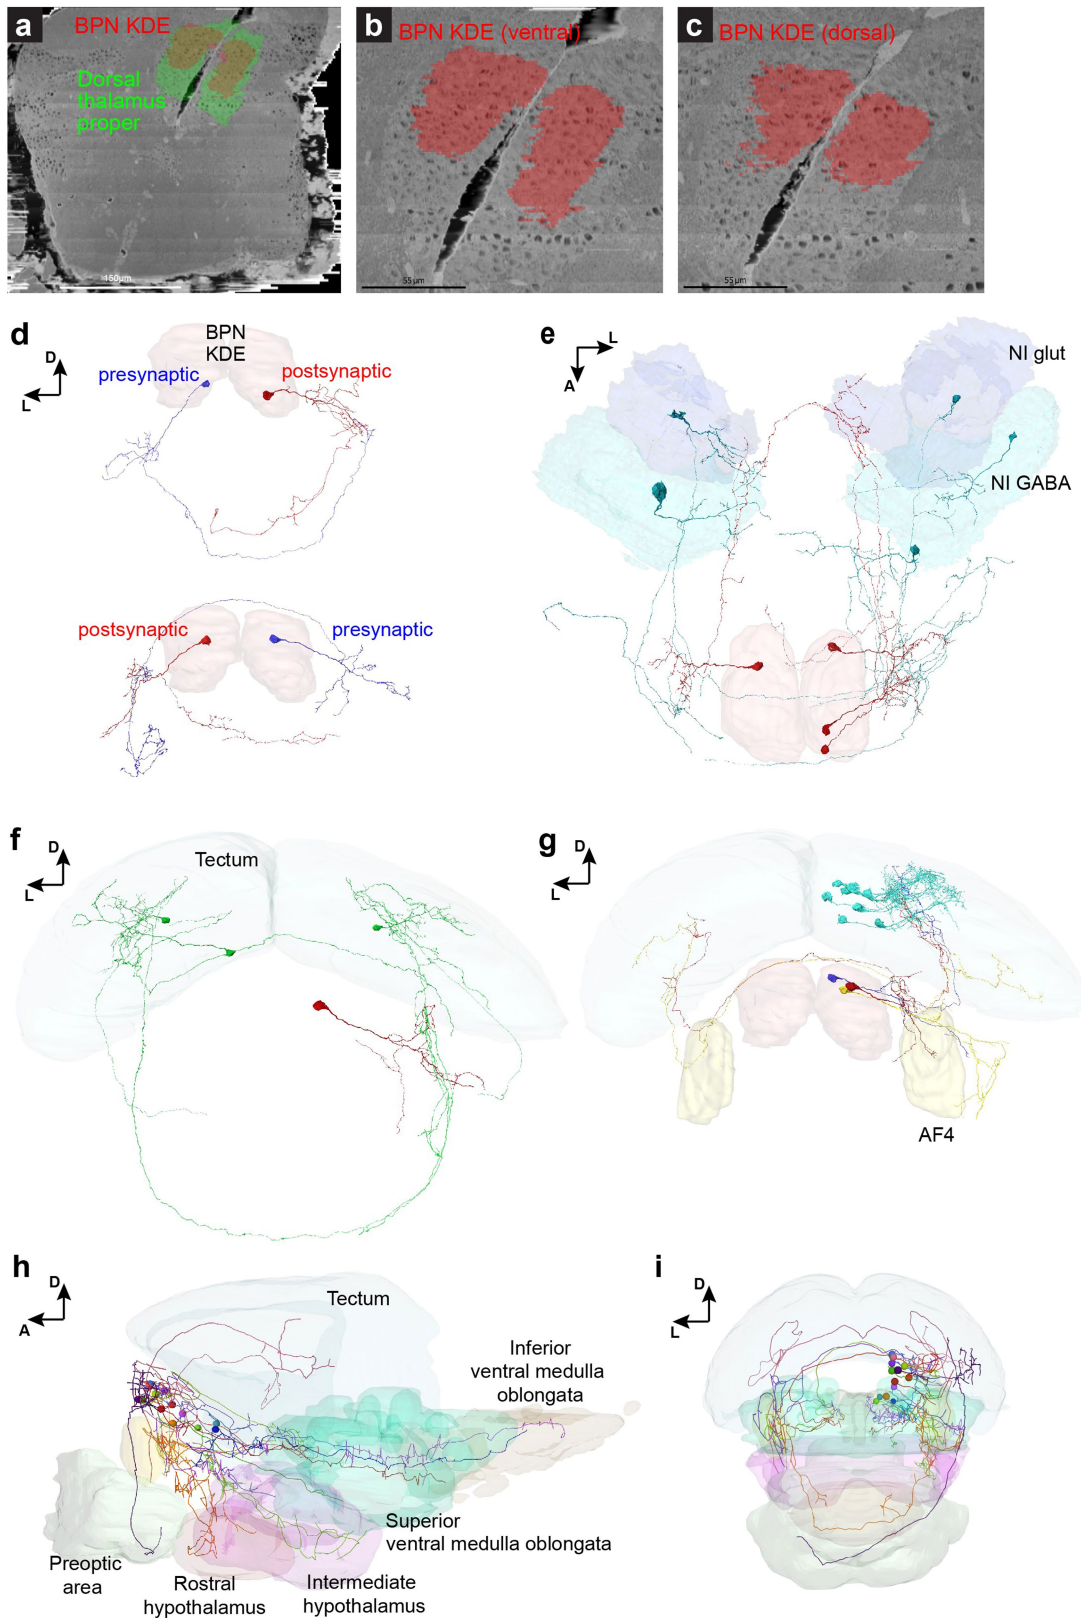 a
BPN KDE
Dorsal
thalamus
proper
150µm
b
BPN KDE (ventral)
55µm
c
BPN KDE (dorsal)
55µm
d
D
L
BPN
KDE
presynaptic
postsynaptic
postsynaptic
presynaptic
e
L
A
NI glut
NI GABA
f
D
L
Tectum
g
D
L
AF4
h
D
A
Tectum
Inferior
ventral medulla
oblongata
Superior
ventral medulla oblongata
Preoptic
area
Rostral
hypothalamus
Intermediate
hypothalamus
i
D
L